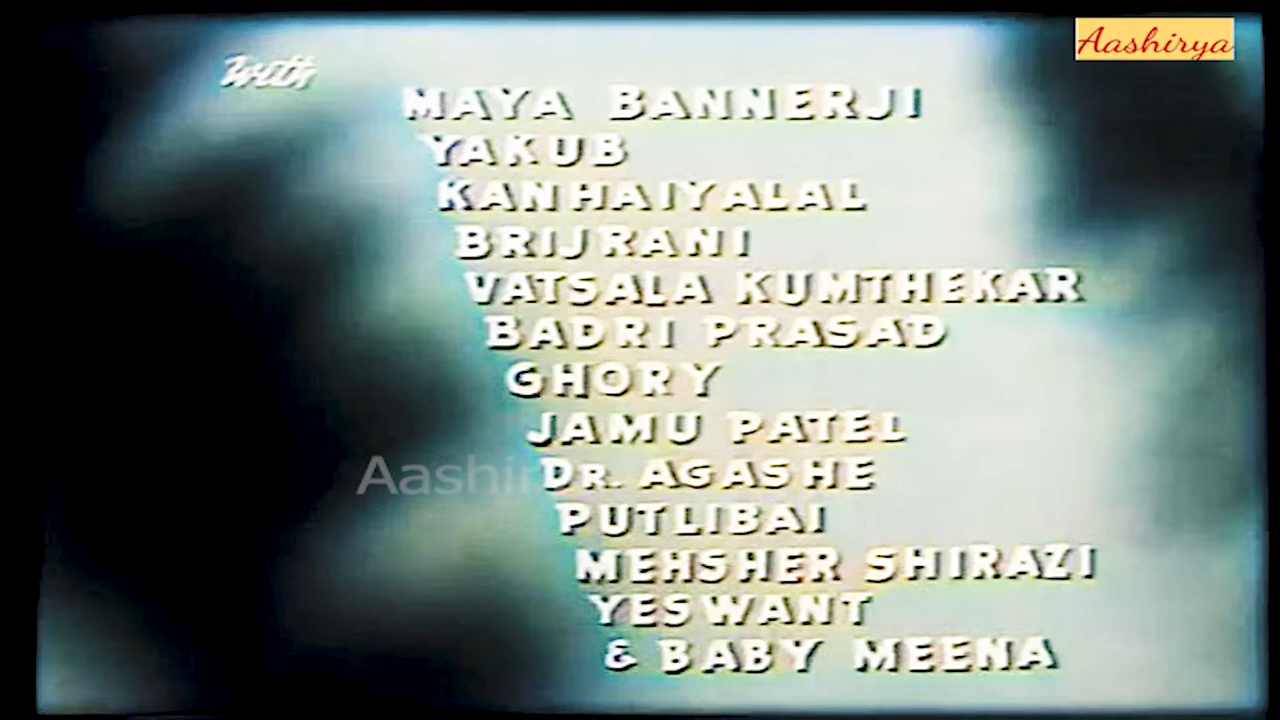 Aashirya
with
MAYA BANNERJI
YAKUB
KANHAIYALAL
BRIJRANI
VATSALA KUMTHEKAR
BADRI PRASAD
GHORY
JAMU PATEL
Aashir
DR. AGASHE
PUTLIBAI
MEHSHER SHIRAZI
YESWANT
& BABY MEENA